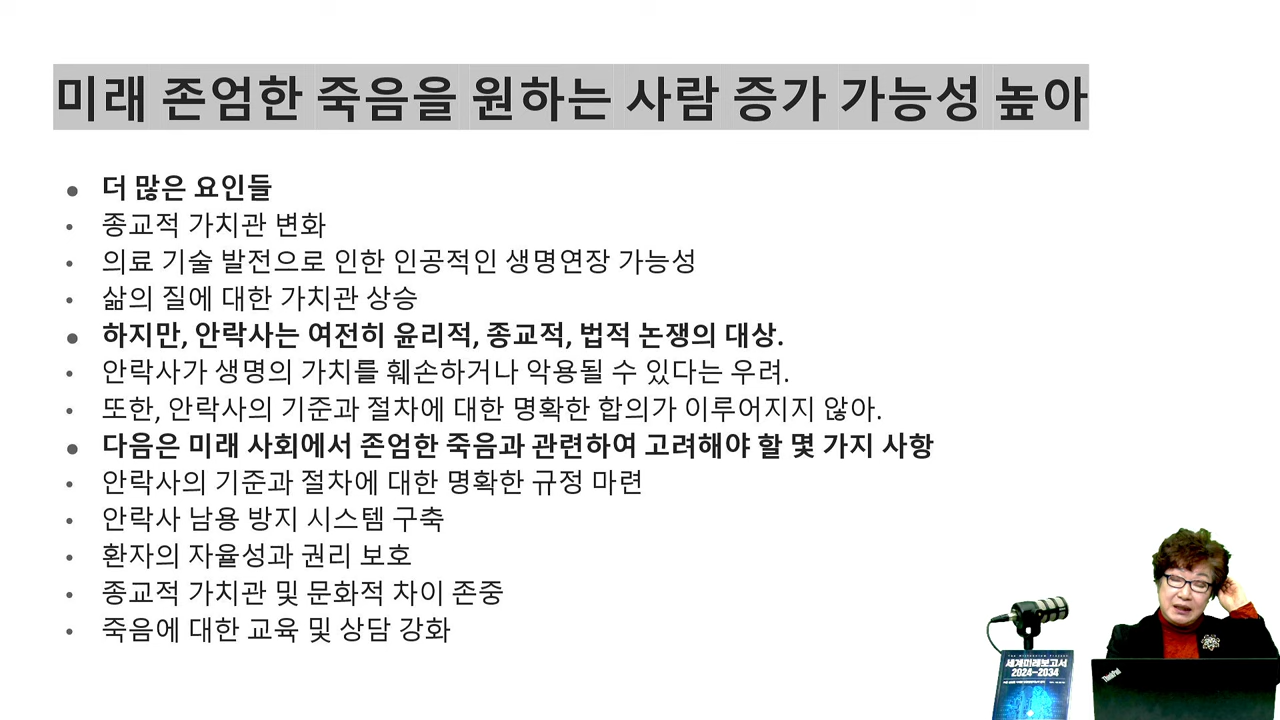 미래 존엄한 죽음을 원하는 사람 증가 가능성 높아
더 많은 요인들
종교적 가치관 변화
의료 기술 발전으로 인한 인공적인 생명연장 가능성
삶의 질에 대한 가치관 상승
하지만, 안락사는 여전히 윤리적, 종교적, 법적 논쟁의 대상.
안락사가 생명의 가치를 훼손하거나 악용될 수 있다는 우려.
또한, 안락사의 기준과 절차에 대한 명확한 합의가 이루어지지 않아.
다음은 미래 사회에서 존엄한 죽음과 관련하여 고려해야 할 몇 가지 사항
안락사의 기준과 절차에 대한 명확한 규정 마련
안락사 남용 방지 시스템 구축
환자의 자율성과 권리 보호
종교적 가치관 및 문화적 차이 존중
죽음에 대한 교육 및 상담 강화
세계미래보고서
2024-2034
ThinkPad